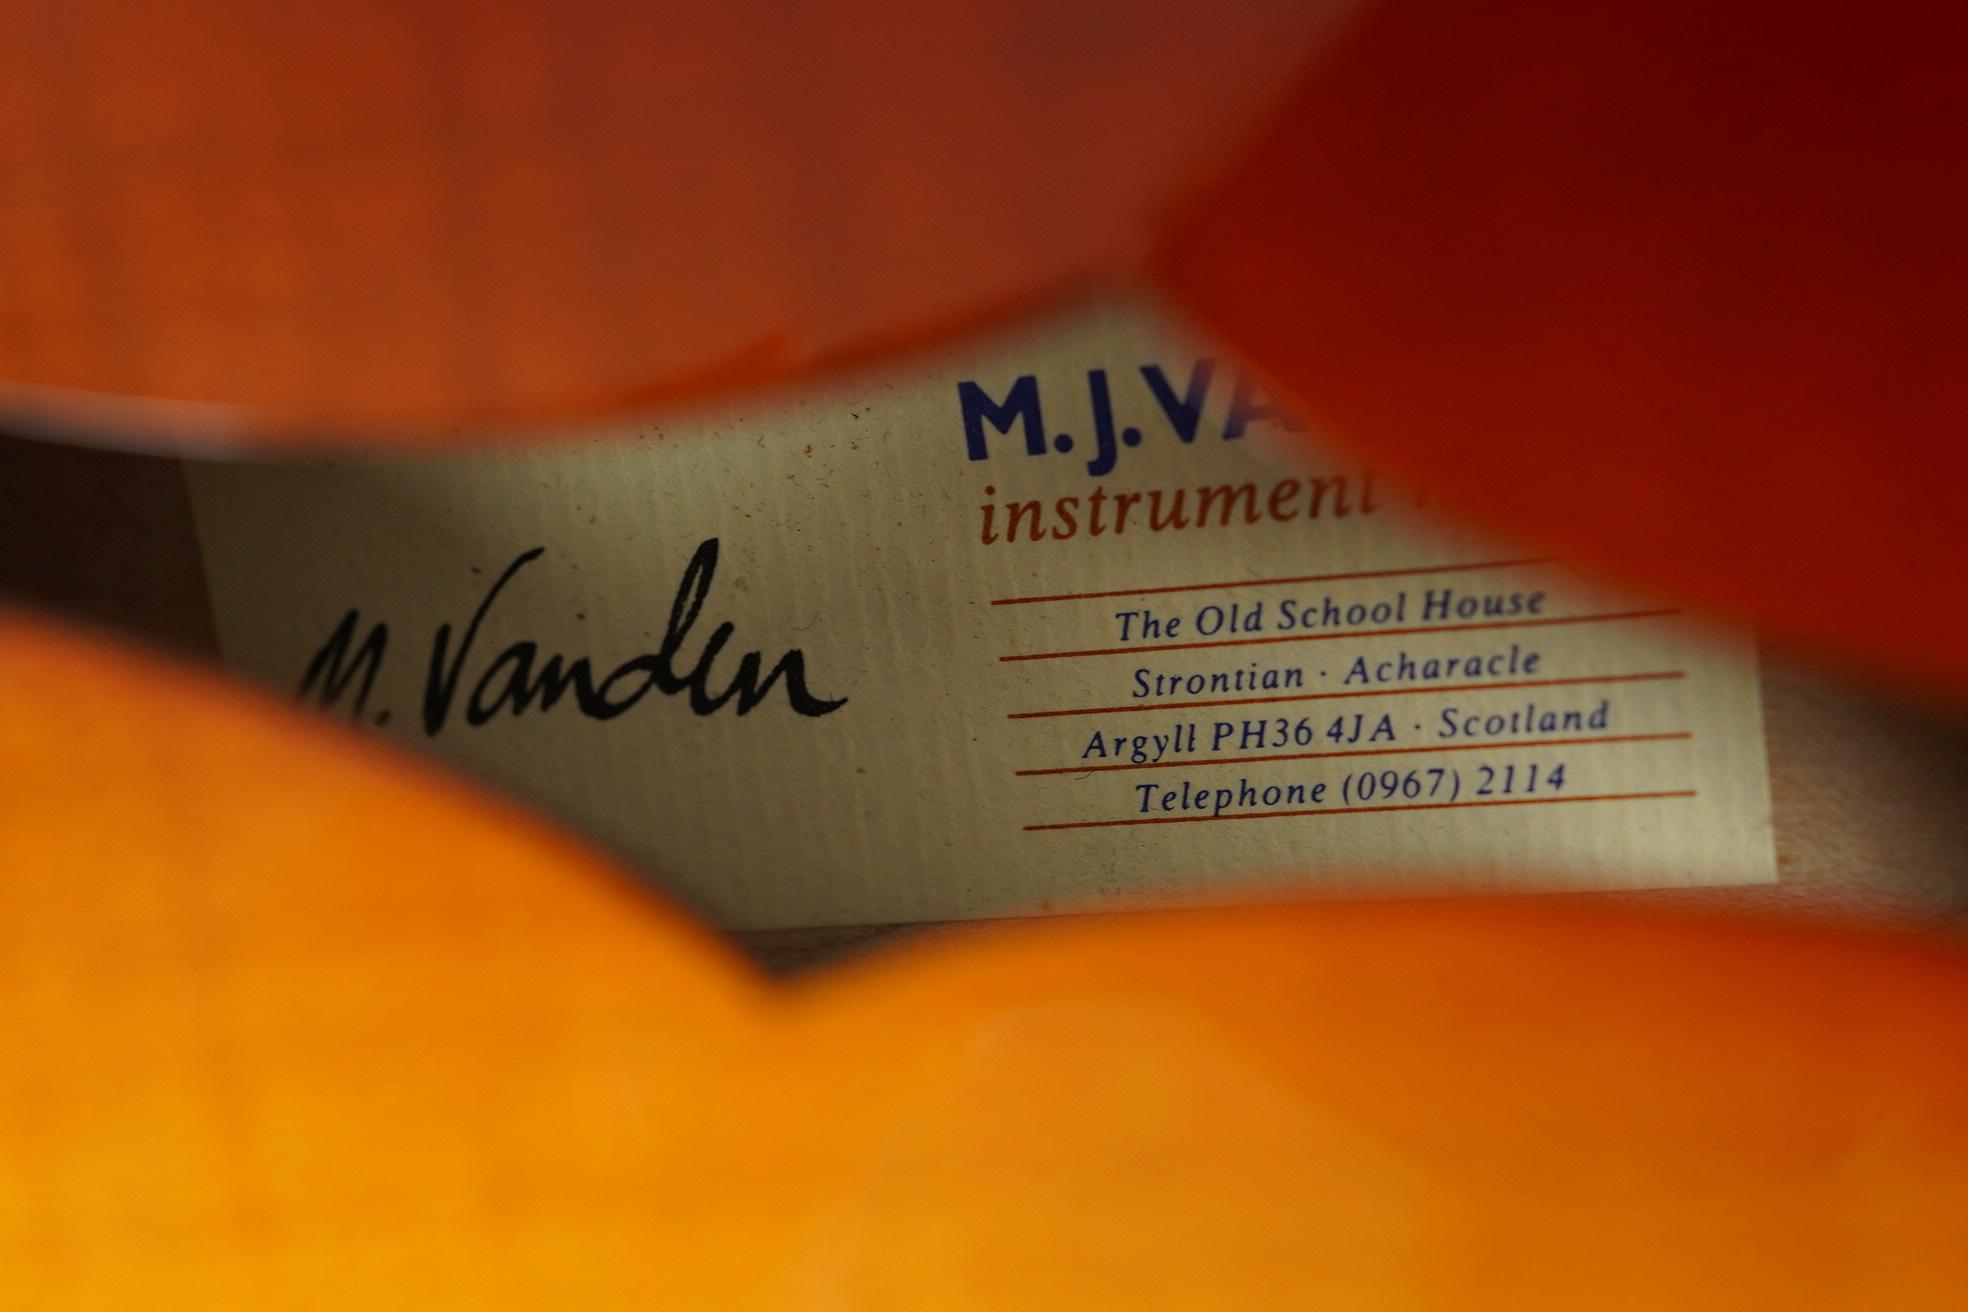 M. Vanden
M. J. VA
instrument
The Old School House
Strontian · Acharacle
Argyll PH36 4JA · Scotland
Telephone (0967) 2114